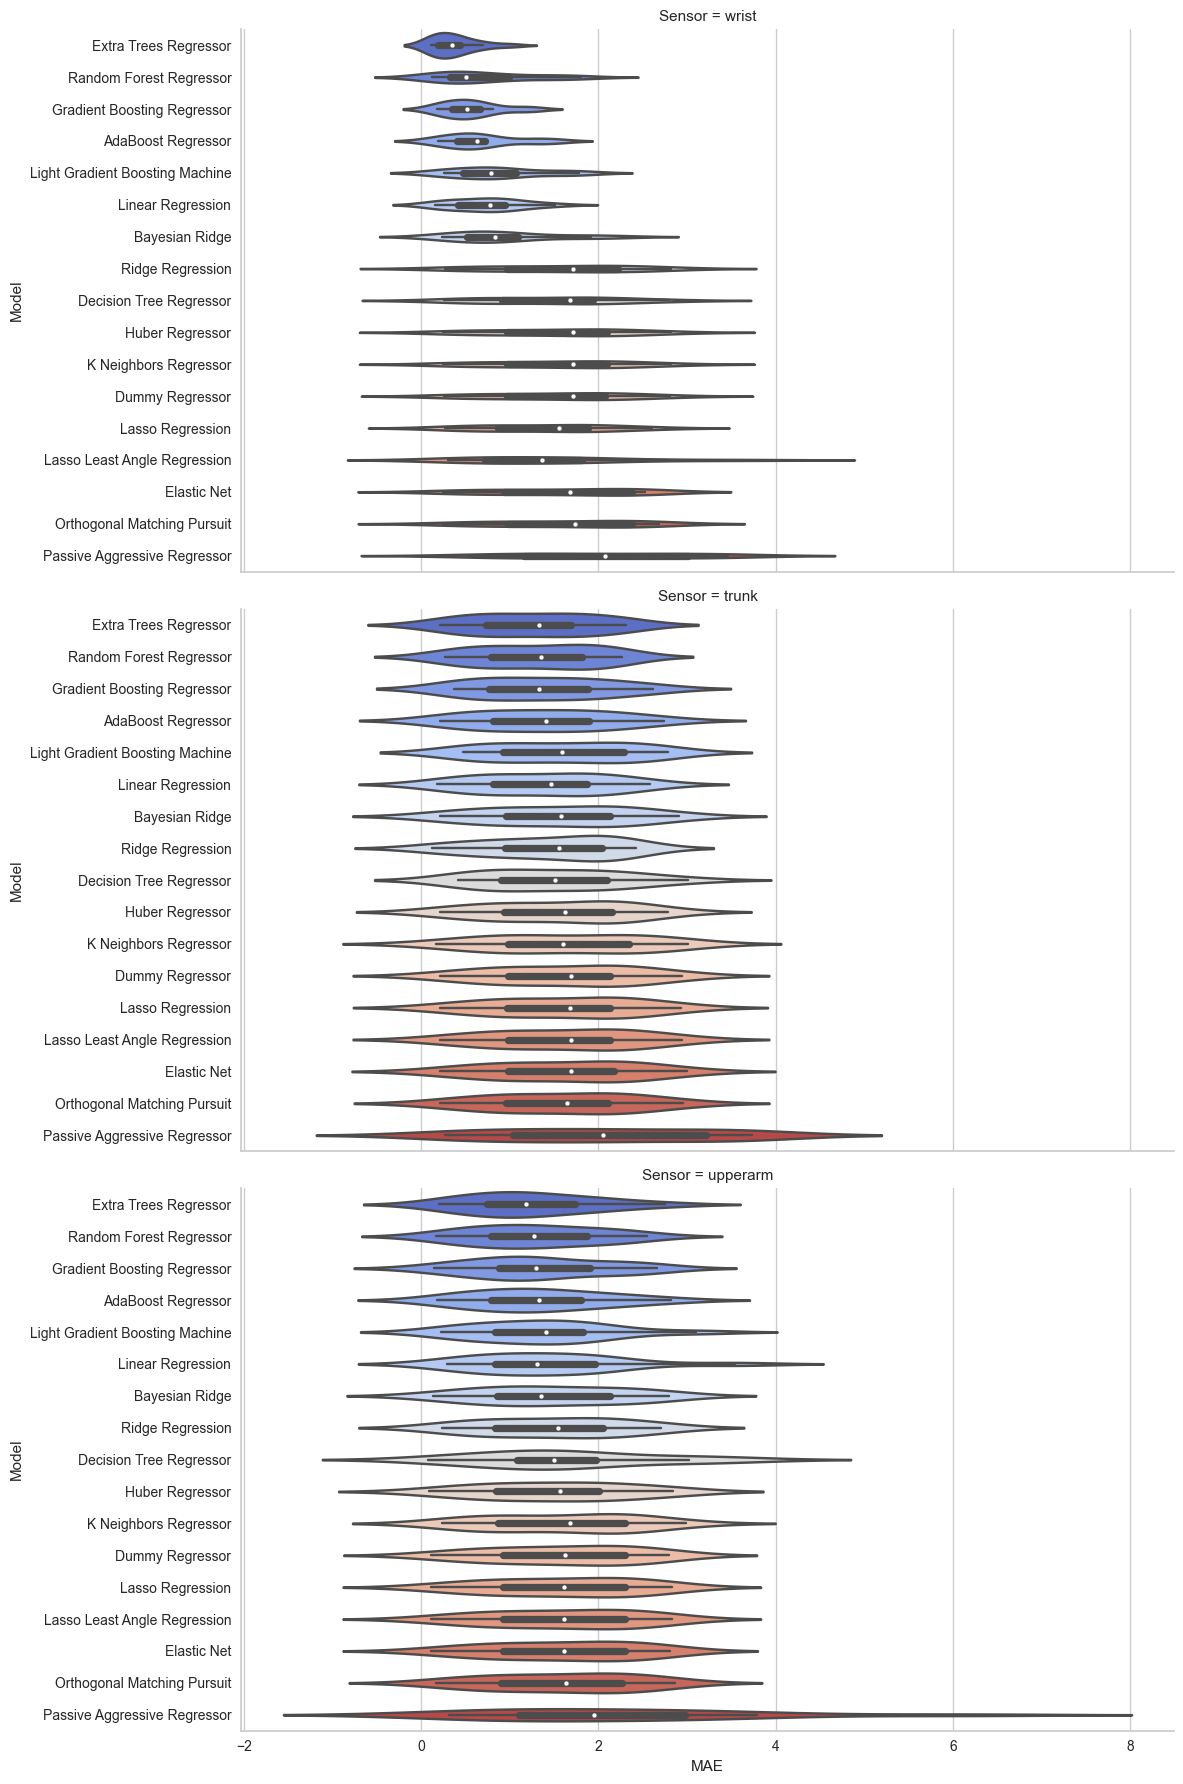 Sensor = wrist
Extra Trees Regressor
Random Forest Regressor
Gradient Boosting Regressor
AdaBoost Regressor
Light Gradient Boosting Machine
Linear Regression
Bayesian Ridge
Ridge Regression
Decision Tree Regressor
Huber Regressor
K Neighbors Regressor
Dummy Regressor
Lasso Regression
Lasso Least Angle Regression
Elastic Net
Orthogonal Matching Pursuit
Passive Aggressive Regressor
Model
Sensor = trunk
Extra Trees Regressor
Random Forest Regressor
Gradient Boosting Regressor
AdaBoost Regressor
Light Gradient Boosting Machine
Linear Regression
Bayesian Ridge
Ridge Regression
Decision Tree Regressor
Huber Regressor
K Neighbors Regressor
Dummy Regressor
Lasso Regression
Lasso Least Angle Regression
Elastic Net
Orthogonal Matching Pursuit
Passive Aggressive Regressor
Model
Sensor = upperarm
Extra Trees Regressor
Random Forest Regressor
Gradient Boosting Regressor
AdaBoost Regressor
Light Gradient Boosting Machine
Linear Regression
Bayesian Ridge
Ridge Regression
Decision Tree Regressor
Huber Regressor
K Neighbors Regressor
Dummy Regressor
Lasso Regression
Lasso Least Angle Regression
Elastic Net
Orthogonal Matching Pursuit
Passive Aggressive Regressor
Model
−2 0 2 4 6 8
MAE